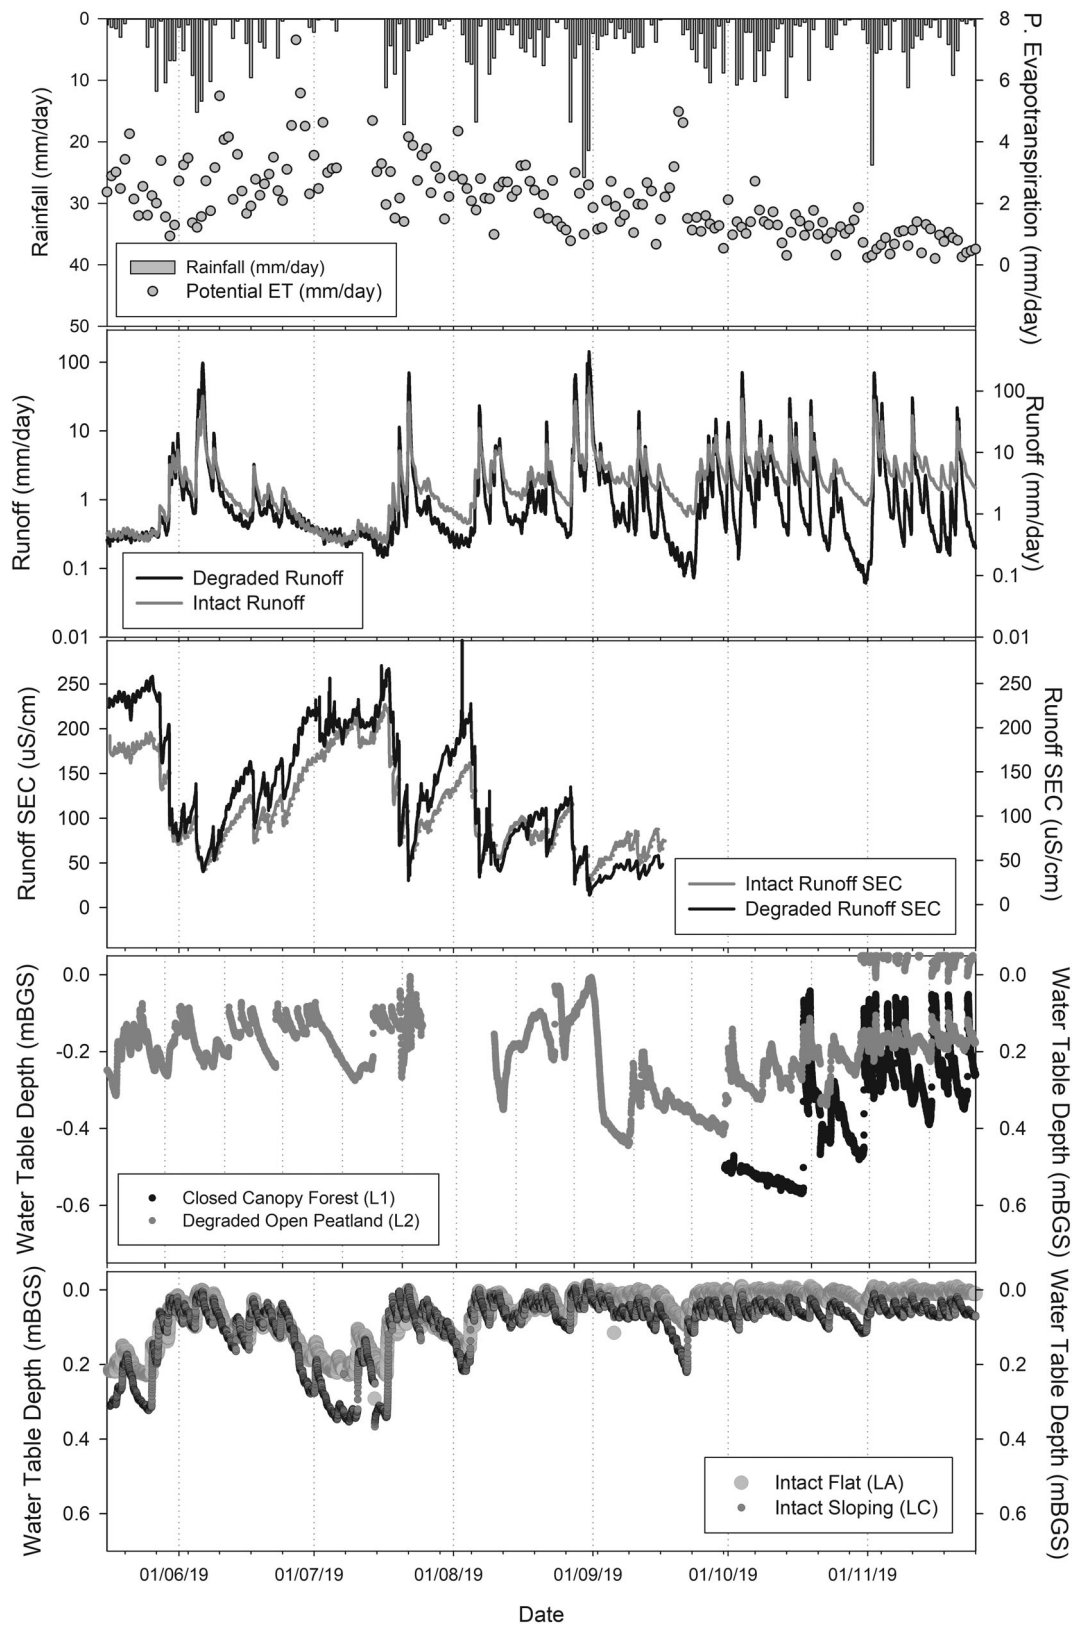 0
10
20
30
40
50
Rainfall (mm/day)
8
6
4
2
0
P. Evapotranspiration (mm/day)
Rainfall (mm/day)
Potential ET (mm/day)
100
10
1
0.1
0.01
Runoff (mm/day)
100
10
1
0.1
0.01
Runoff (mm/day)
Degraded Runoff
Intact Runoff
250
200
150
100
50
0
Runoff SEC (uS/cm)
250
200
150
100
50
0
Runoff SEC (uS/cm)
Intact Runoff SEC
Degraded Runoff SEC
0.0
-0.2
-0.4
-0.6
Water Table Depth (mBGS)
0.0
0.2
0.4
0.6
Water Table Depth (mBGS)
Closed Canopy Forest (L1)
Degraded Open Peatland (L2)
0.0
0.2
0.4
0.6
Water Table Depth (mBGS)
0.0
0.2
0.4
0.6
Water Table Depth (mBGS)
Intact Flat (LA)
Intact Sloping (LC)
01/06/19 01/07/19 01/08/19 01/09/19 01/10/19 01/11/19
Date